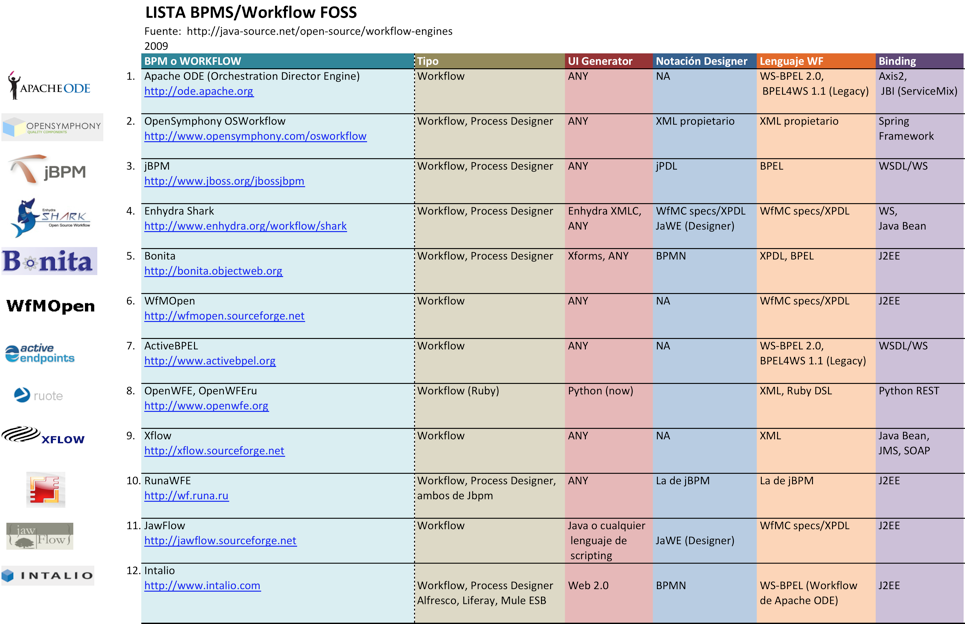 LISTA BPMS/Workflow FOSS
Fuente:  http://java-source.net/open-source/workflow-engines
2009
BPM o WORKFLOW Tipo UI Generator Notación Designer Lenguaje WF Binding
APACHE ODE
1. Apache ODE (Orchestration Director Engine) Workflow ANY NA WS-BPEL 2.0, Axis2,
http://ode.apache.org BPEL4WS 1.1 (Legacy) JBI (ServiceMix)
OPENSYMPHONY
QUALITY COMPONENTS
2. OpenSymphony OSWorkflow Workflow, Process Designer ANY XML propietario XML propietario Spring
http://www.opensymphony.com/osworkflow Framework
jBPM
3. jBPM Workflow, Process Designer ANY jPDL BPEL WSDL/WS
http://www.jboss.org/jbossjbpm
Enhydra
SHARK
Open Source Workflow
4. Enhydra Shark Workflow, Process Designer Enhydra XMLC, WfMC specs/XPDL WfMC specs/XPDL WS,
http://www.enhydra.org/workflow/shark ANY JaWE (Designer) Java Bean
Bonita
5. Bonita Workflow, Process Designer Xforms, ANY BPMN XPDL, BPEL J2EE
http://bonita.objectweb.org
WfMOpen
6. WfMOpen Workflow ANY NA WfMC specs/XPDL J2EE
http://wfmopen.sourceforge.net
active
endpoints
7. ActiveBPEL Workflow ANY NA WS-BPEL 2.0, WSDL/WS
http://www.activebpel.org BPEL4WS 1.1 (Legacy)
ruote
8. OpenWFE, OpenWFEru Workflow (Ruby) Python (now) XML, Ruby DSL Python REST
http://www.openwfe.org
XFLOW
9. Xflow Workflow ANY NA XML Java Bean,
http://xflow.sourceforge.net JMS, SOAP
10. RunaWFE Workflow, Process Designer, ANY La de jBPM La de jBPM J2EE
http://wf.runa.ru ambos de Jbpm
jaw
Flow
11. JawFlow Workflow Java o cualquier WfMC specs/XPDL J2EE
http://jawflow.sourceforge.net lenguaje de JaWE (Designer)
scripting
INTALIO
12. Intalio
http://www.intalio.com Workflow, Process Designer Web 2.0 BPMN WS-BPEL (Workflow J2EE
Alfresco, Liferay, Mule ESB de Apache ODE)